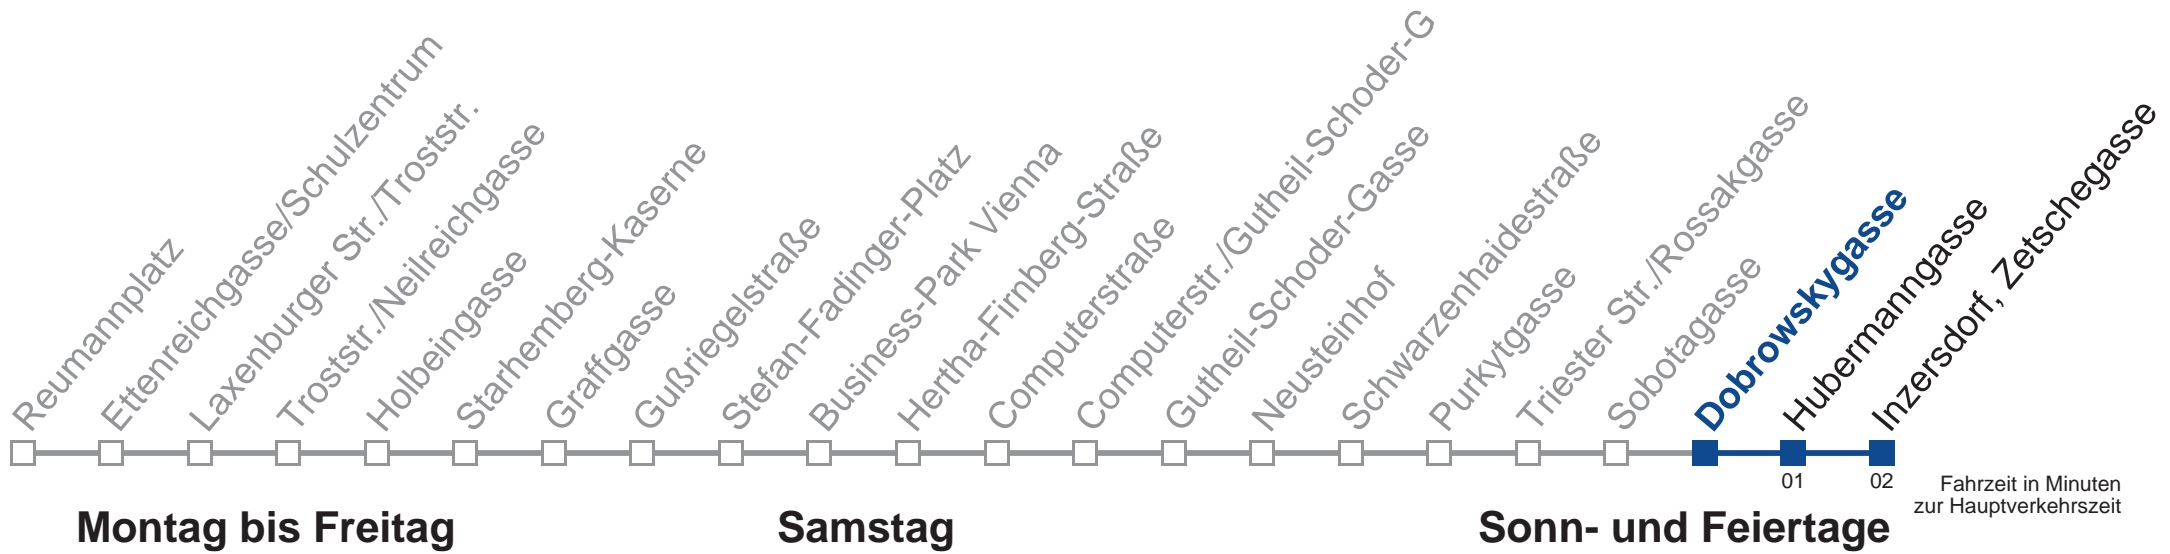 Reumannplatz
Ettenreichgasse/Schulzentrum
Laxenburger Str./Troststr.
Troststr./Neilreichgasse
Holbeingasse
Starhemberg-Kaserne
Graffgasse
Gußriegelstraße
Stefan-Fadinger-Platz
Business-Park Vienna
Hertha-Firnberg-Straße
Computerstraße
Computerstr./Gutheil-Schoder-G
Gutheil-Schoder-Gasse
Neusteinhof
Schwarzenhaidestraße
Purkytgasse
Triester Str./Rossakgasse
Sobotagasse
Dobrowskygasse
Hubermanngasse
Inzersdorf, Zetschegasse
01
02
Fahrzeit in Minuten
zur Hauptverkehrszeit
Montag bis Freitag
Samstag
Sonn- und Feiertage